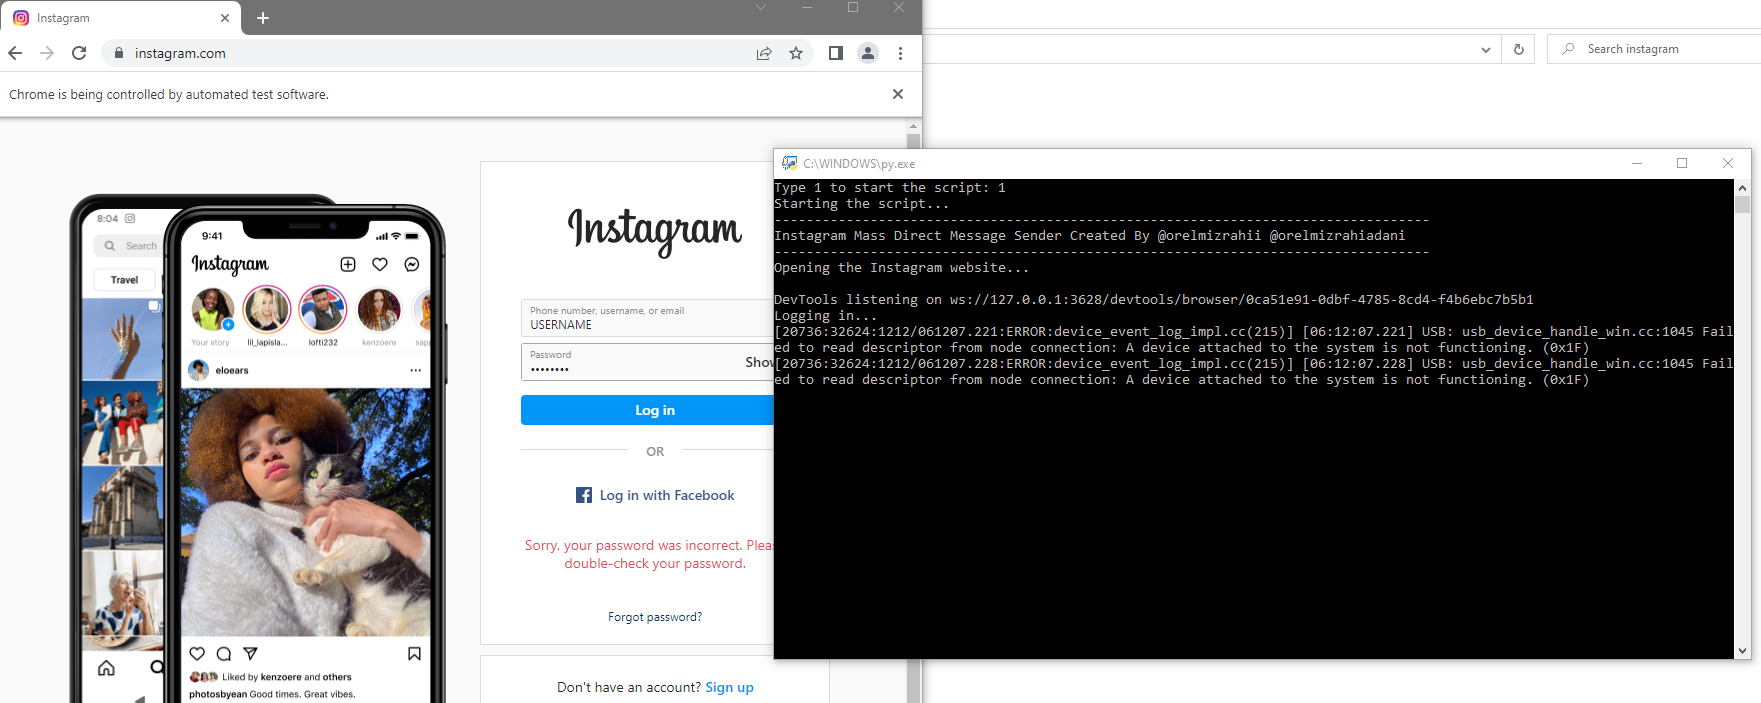 Instagram
instagram.com
Search instagram
Chrome is being controlled by automated test software.
C:\WINDOWS\py.exe
Type 1 to start the script: 1
Starting the script...
----------------------------------------------------------------------------------
Instagram Mass Direct Message Sender Created By @orelmizrahii @orelmizrahiadani
----------------------------------------------------------------------------------
Opening the Instagram website...
DevTools listening on ws://127.0.0.1:3628/devtools/browser/0ca51e91-0dbf-4785-8cd4-f4b6ebc7b5b1
Logging in...
[20736:32624:1212/061207.221:ERROR:device_event_log_impl.cc(215)] [06:12:07.221] USB: usb_device_handle_win.cc:1045 Fail
ed to read descriptor from node connection: A device attached to the system is not functioning. (0x1F)
[20736:32624:1212/061207.228:ERROR:device_event_log_impl.cc(215)] [06:12:07.228] USB: usb_device_handle_win.cc:1045 Fail
ed to read descriptor from node connection: A device attached to the system is not functioning. (0x1F)
8:04
Search
Travel
9:41
Instagram
Your story
lil_lapisla...
lofti232
kenzoere
sap
eloears
Liked by kenzoere and others
photosbyean Good times. Great vibes.
Instagram
Phone number, username, or email
USERNAME
Password
••••••••
Show
Log in
OR
Log in with Facebook
Sorry, your password was incorrect. Pleas
double-check your password.
Forgot password?
Don't have an account? Sign up